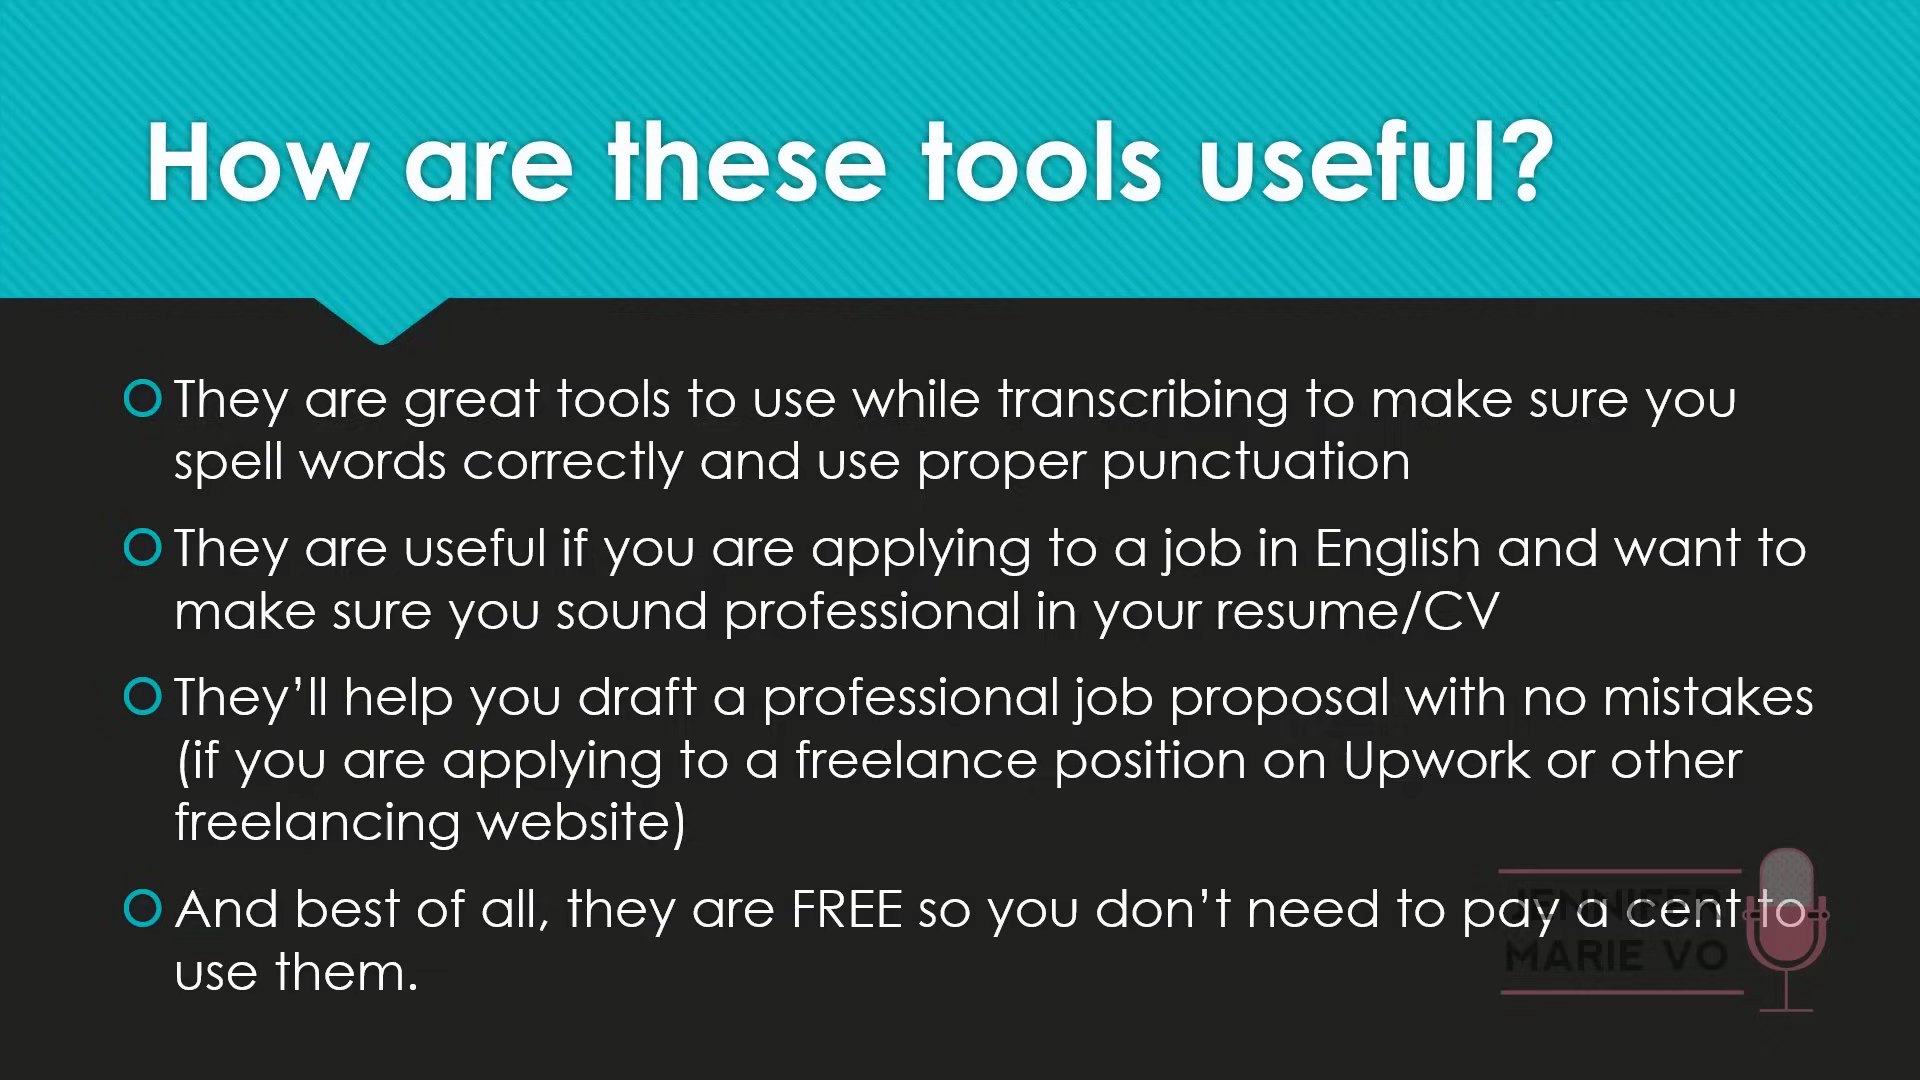 How are these tools useful?
They are great tools to use while transcribing to make sure you
spell words correctly and use proper punctuation
They are useful if you are applying to a job in English and want to
make sure you sound professional in your resume/CV
They’ll help you draft a professional job proposal with no mistakes
(if you are applying to a freelance position on Upwork or other
freelancing website)
And best of all, they are FREE so you don’t need to pay a cent to
use them.
JENNIFER
MARIE VO